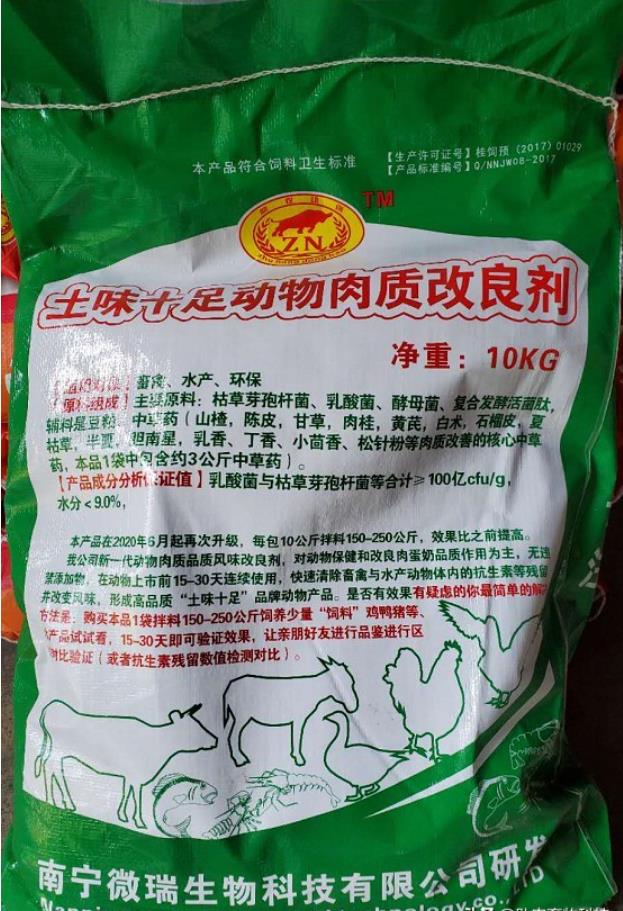 本产品符合饲料卫生标准
【生产许可证号】桂饲预 (2017) 01029
【产品标准编号】Q/NNJW08-2017
TM
ZN
土味十足动物肉质改良剂
净重：10KG
【适用对象】畜禽、水产、环保
【原料组成】主要原料：枯草芽孢杆菌、乳酸菌、酵母菌、复合发酵活菌肽，
辅料是豆粉、中草药（山楂，陈皮，甘草，肉桂，黄芪，白术，石榴皮，夏
枯草，半夏，胆南星，乳香、丁香、小茴香、松针粉等肉质改善的核心中草
药，本品1袋中包含约3公斤中草药）。
【产品成分分析保证值】乳酸菌与枯草芽孢杆菌等合计≥100亿cfu/g，
水分<9.0%，
本产品在2020年6月起再次升级，每包10公斤拌料150-250公斤，效果比之前提高。
我公司新一代动物肉质品质风味改良剂，对动物保健和改良肉蛋奶品质作用为主，无违
禁添加物，在动物上市前15-30天连续使用，快速清除畜禽与水产动物体内的抗生素等残留
并改变风味，形成高品质“土味十足”品牌动物产品。是否有效果有疑虑的你最简单的解
方法是：购买本品1袋拌料150-250公斤饲养少量“饲料”鸡鸭猪等、
产品试试看，15-30天即可验证效果，让亲朋好友进行品鉴进行区
对比验证（或者抗生素残留数值检测对比）。
南宁微瑞生物科技有限公司研发